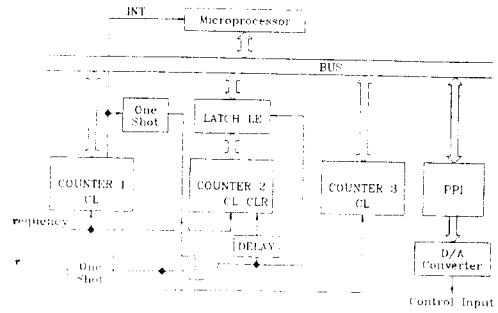 INT
Microprocessor
BUS
One
Shot
LATCH LE
COUNTER 1
CL
COUNTER 2
CL CLR
COUNTER 3
CL
PPI
requency
DELAY
r
One
Shot
D/A
Converter
Control Input